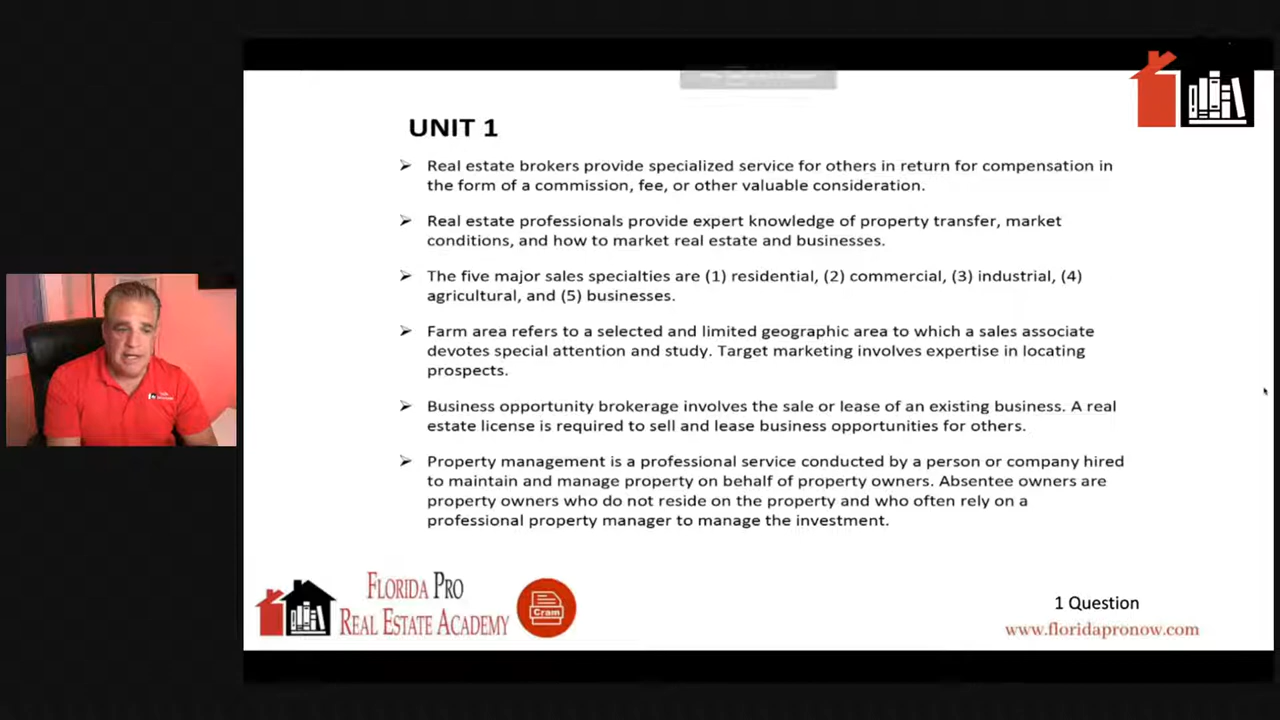 UNIT 1
➢ Real estate brokers provide specialized service for others in return for compensation in
the form of a commission, fee, or other valuable consideration.
➢ Real estate professionals provide expert knowledge of property transfer, market
conditions, and how to market real estate and businesses.
➢ The five major sales specialties are (1) residential, (2) commercial, (3) industrial, (4)
agricultural, and (5) businesses.
➢ Farm area refers to a selected and limited geographic area to which a sales associate
devotes special attention and study. Target marketing involves expertise in locating
prospects.
➢ Business opportunity brokerage involves the sale or lease of an existing business. A real
estate license is required to sell and lease business opportunities for others.
➢ Property management is a professional service conducted by a person or company hired
to maintain and manage property on behalf of property owners. Absentee owners are
property owners who do not reside on the property and who often rely on a
professional property manager to manage the investment.
FLORIDA PRO
REAL ESTATE ACADEMY
Cram
1 Question
www.floridapronow.com